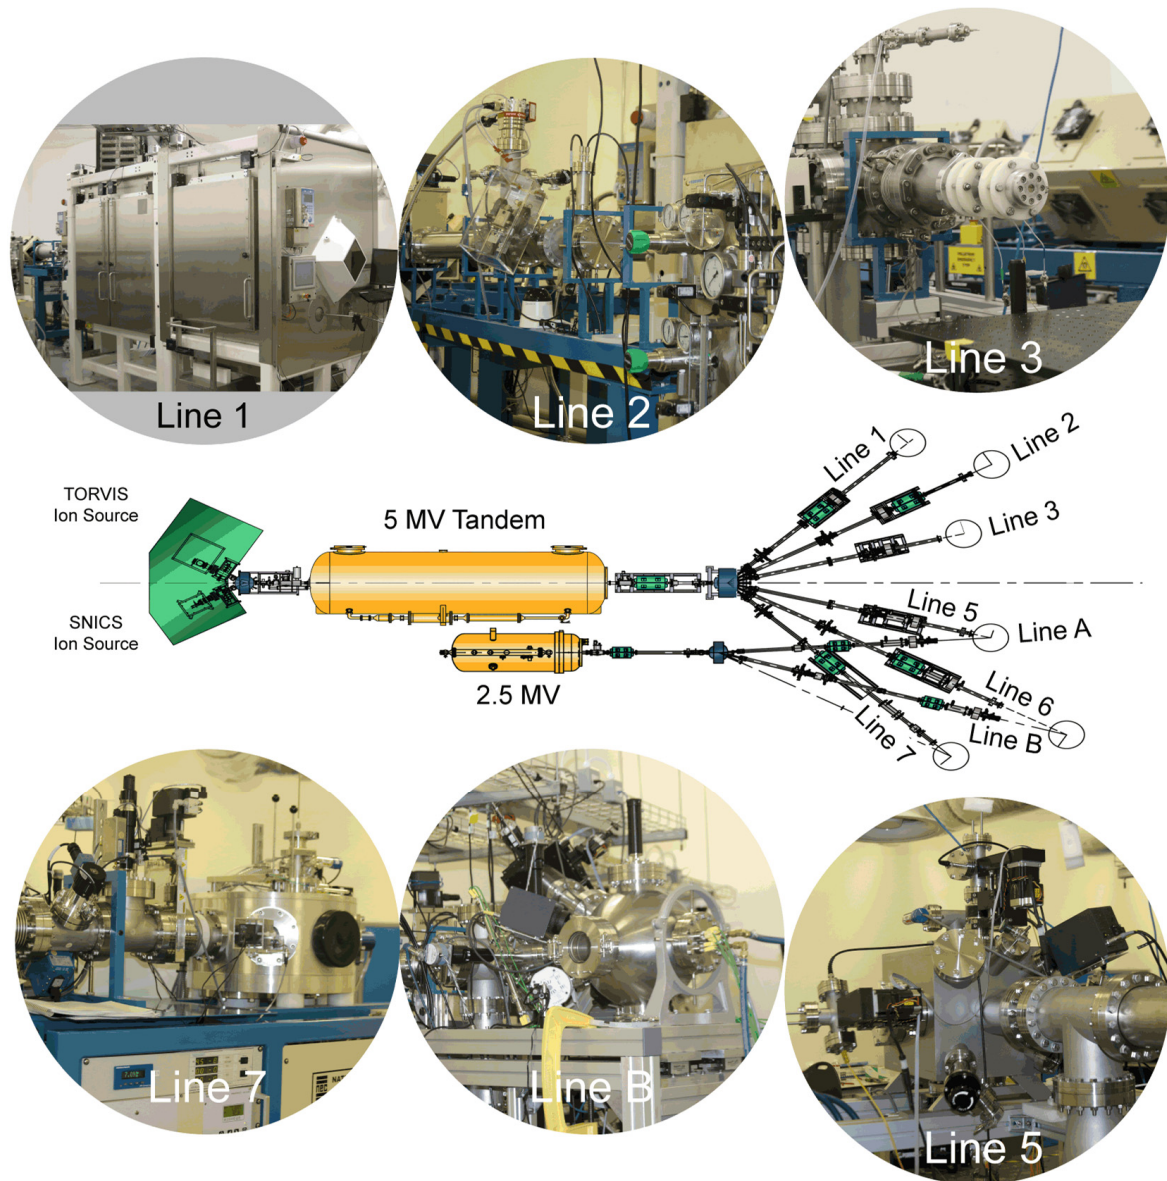 Line 1
Line 2
Line 3
TORVIS
Ion Source
5 MV Tandem
SNICS
Ion Source
2.5 MV
Line 1
Line 2
Line 3
Line 5
Line A
Line 6
Line B
Line 7
Line 7
Line B
Line 5